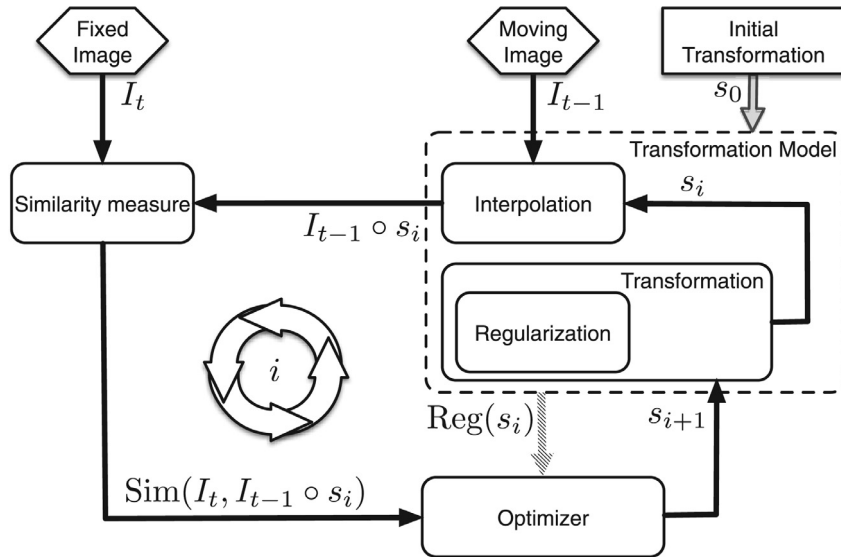 Fixed
Image
Moving
Image
Initial
Transformation
I_t
I_{t-1}
s_0
Transformation Model
Similarity measure
Interpolation
s_i
I_{t-1} ∘ s_i
Transformation
Regularization
i
Reg(s_i)
s_{i+1}
Sim(I_t, I_{t-1} ∘ s_i)
Optimizer